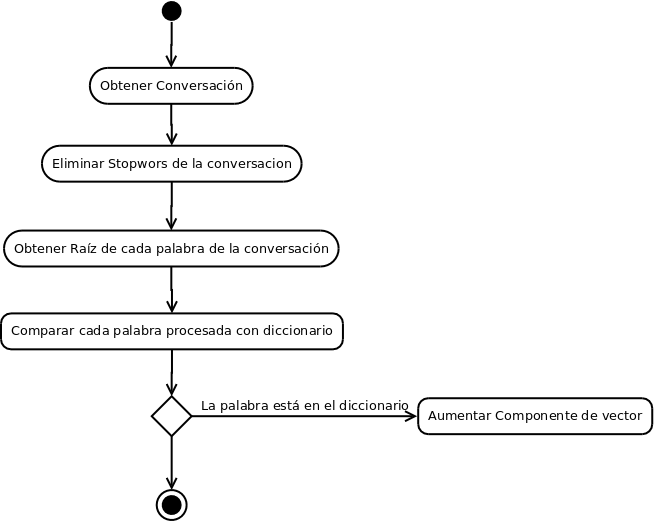 Obtener Conversación
Eliminar Stopwors de la conversacion
Obtener Raíz de cada palabra de la conversación
Comparar cada palabra procesada con diccionario
La palabra está en el diccionario
Aumentar Componente de vector